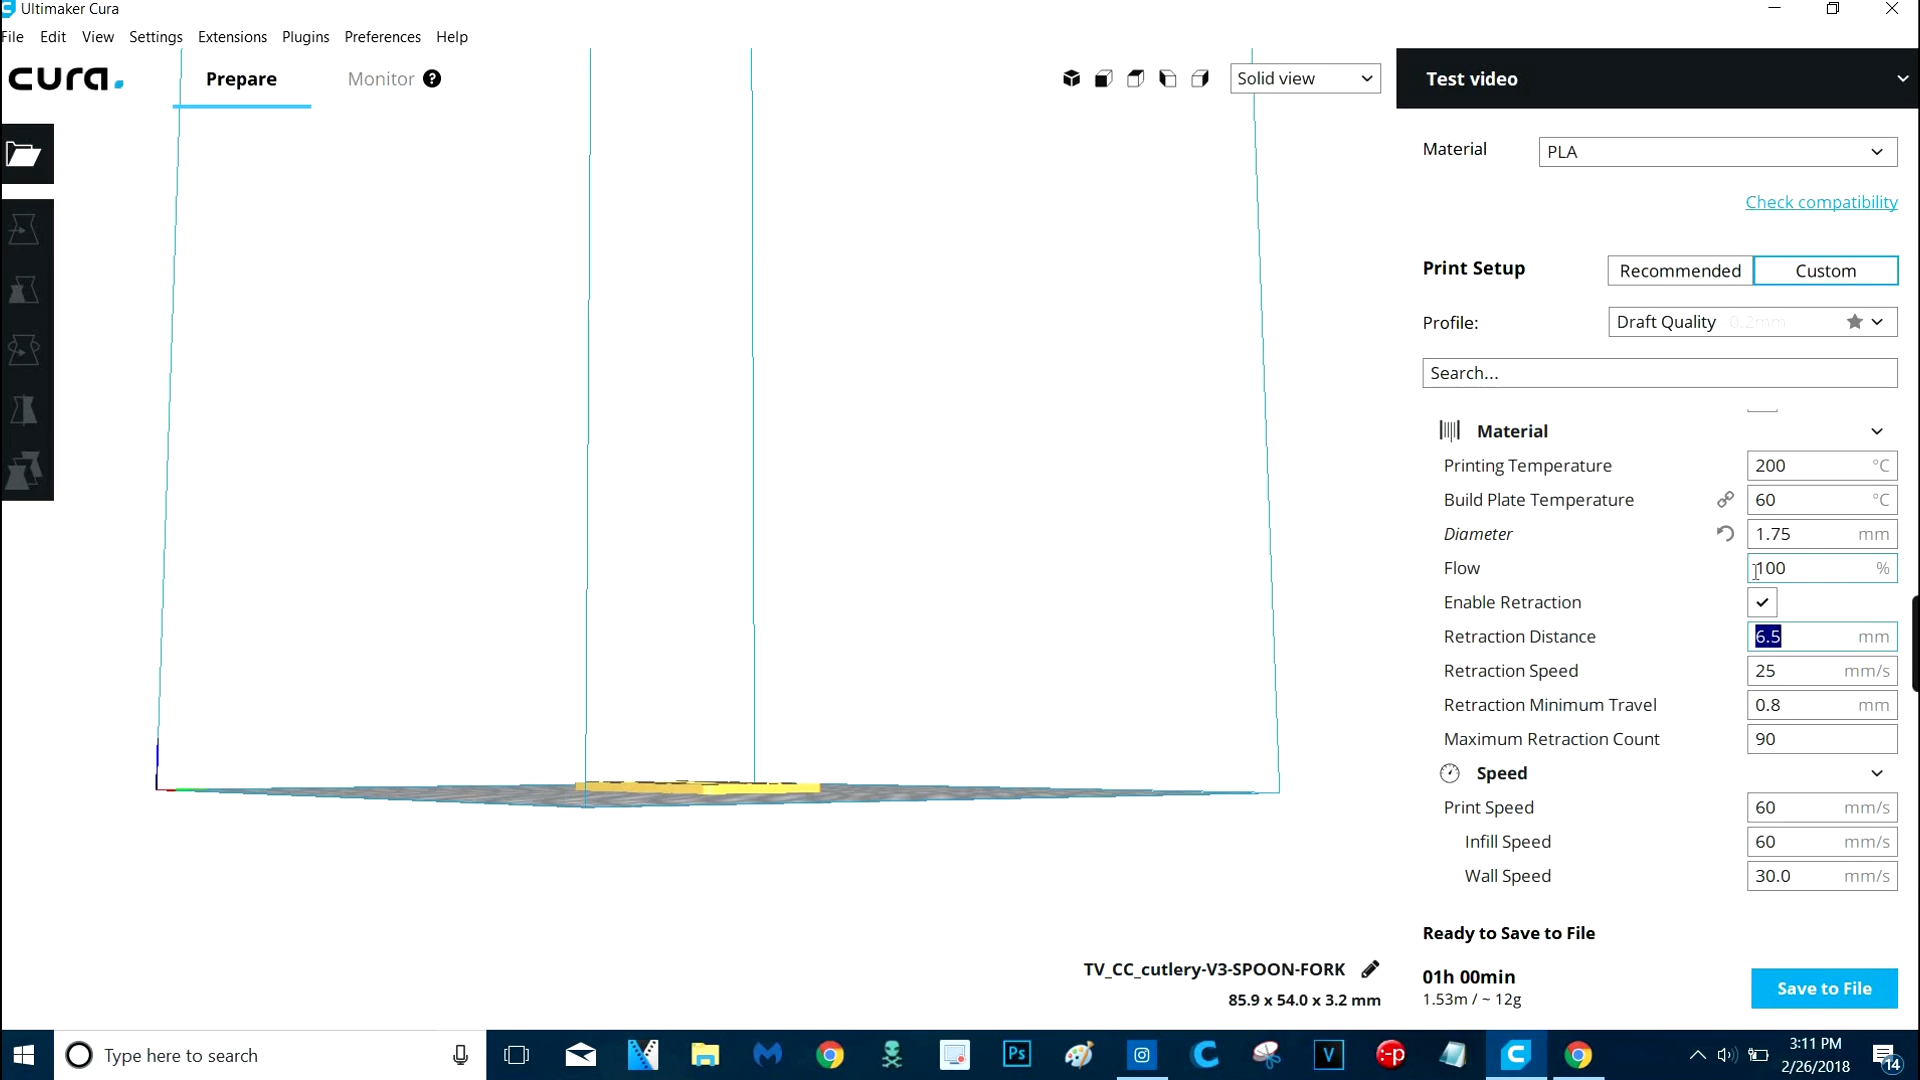 Ultimaker Cura
File Edit View Settings Extensions Plugins Preferences Help
cura.
Prepare
Monitor ?
Solid view
Test video
Material
PLA
Check compatibility
Print Setup
Recommended
Custom
Profile:
Draft Quality 0.2mm
Search...
Material
Printing Temperature 200 °C
Build Plate Temperature 60 °C
Diameter 1.75 mm
Flow 100 %
Enable Retraction
Retraction Distance 6.5 mm
Retraction Speed 25 mm/s
Retraction Minimum Travel 0.8 mm
Maximum Retraction Count 90
Speed
Print Speed 60 mm/s
Infill Speed 60 mm/s
Wall Speed 30.0 mm/s
Ready to Save to File
TV_CC_cutlery-V3-SPOON-FORK
85.9 x 54.0 x 3.2 mm
01h 00min
1.53m / ~ 12g
Save to File
Type here to search
Ps
V
:-p
3:11 PM
2/26/2018
14